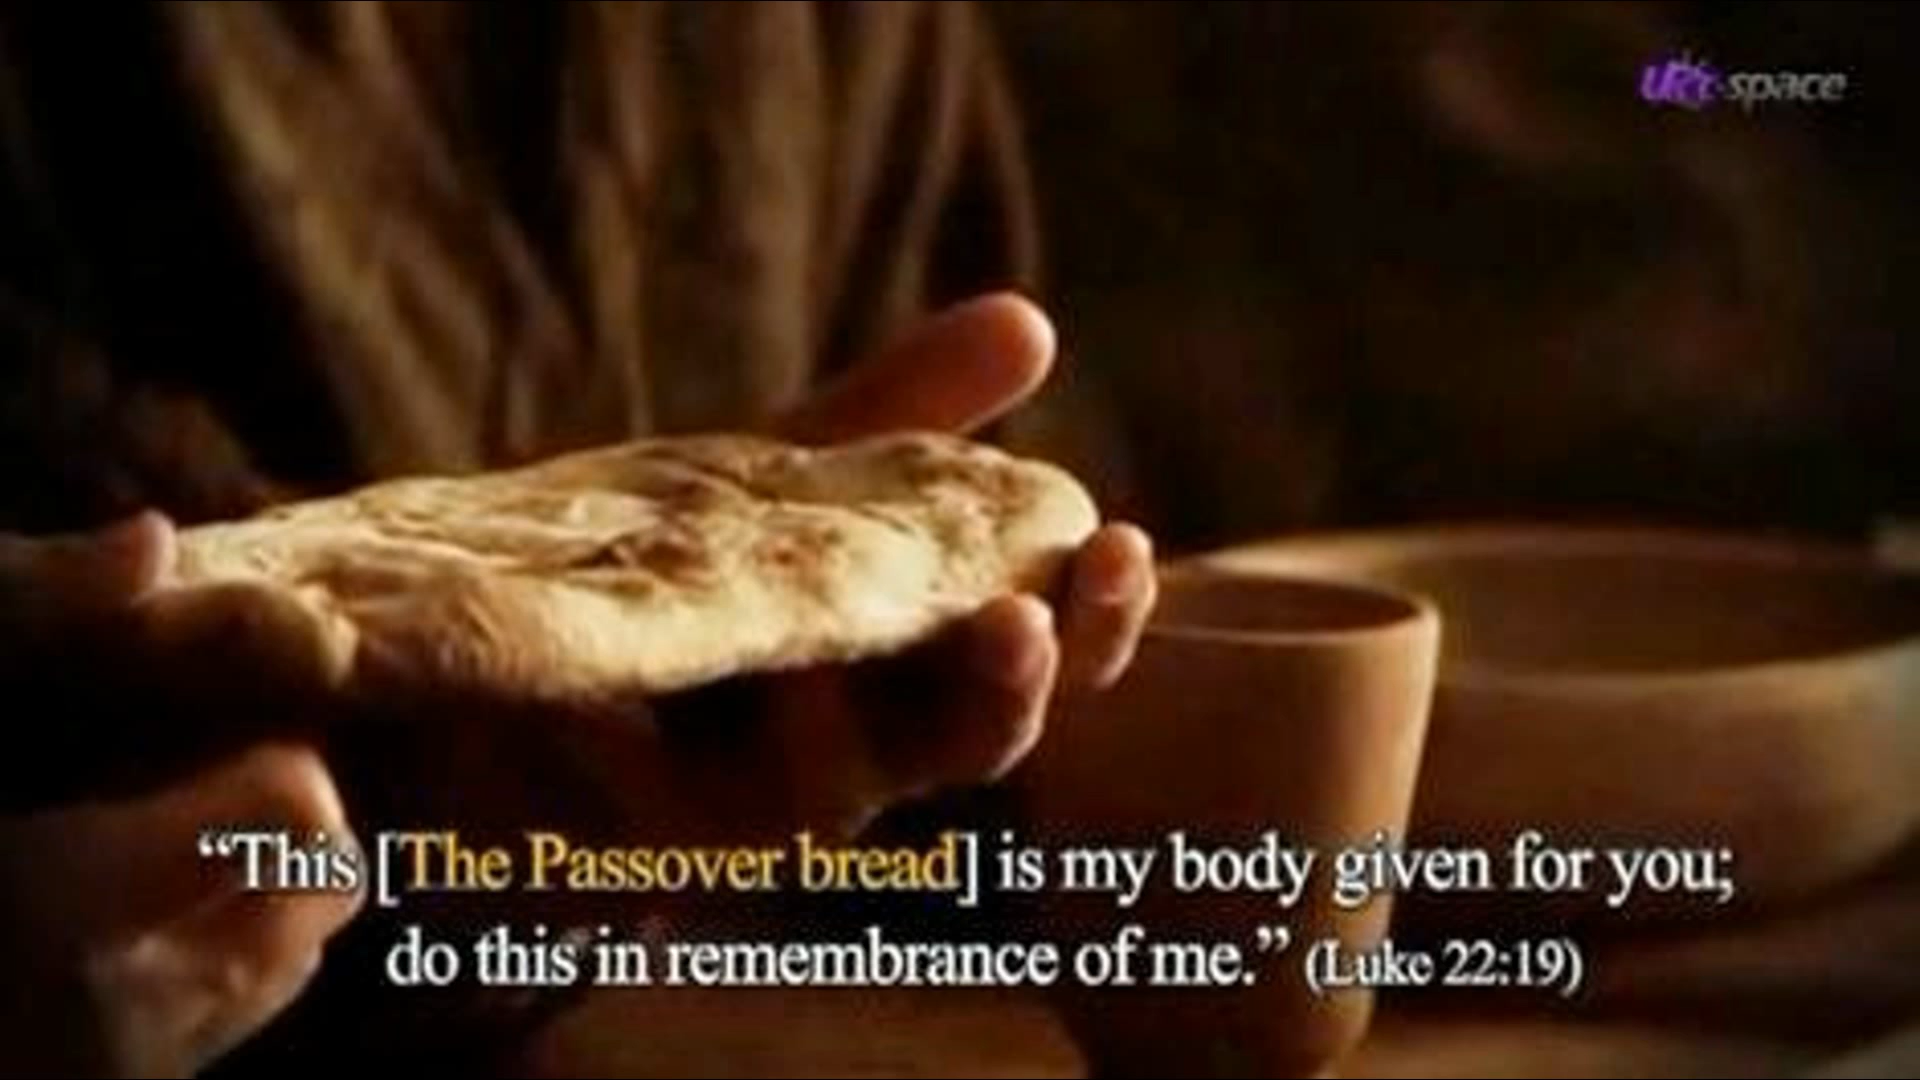 “This [The Passover bread] is my body given for you;
do this in remembrance of me.” (Luke 22:19)
space